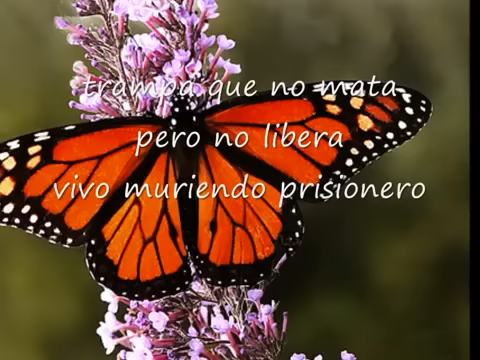 trampa que no mata
pero no libera
vivo muriendo prisionero